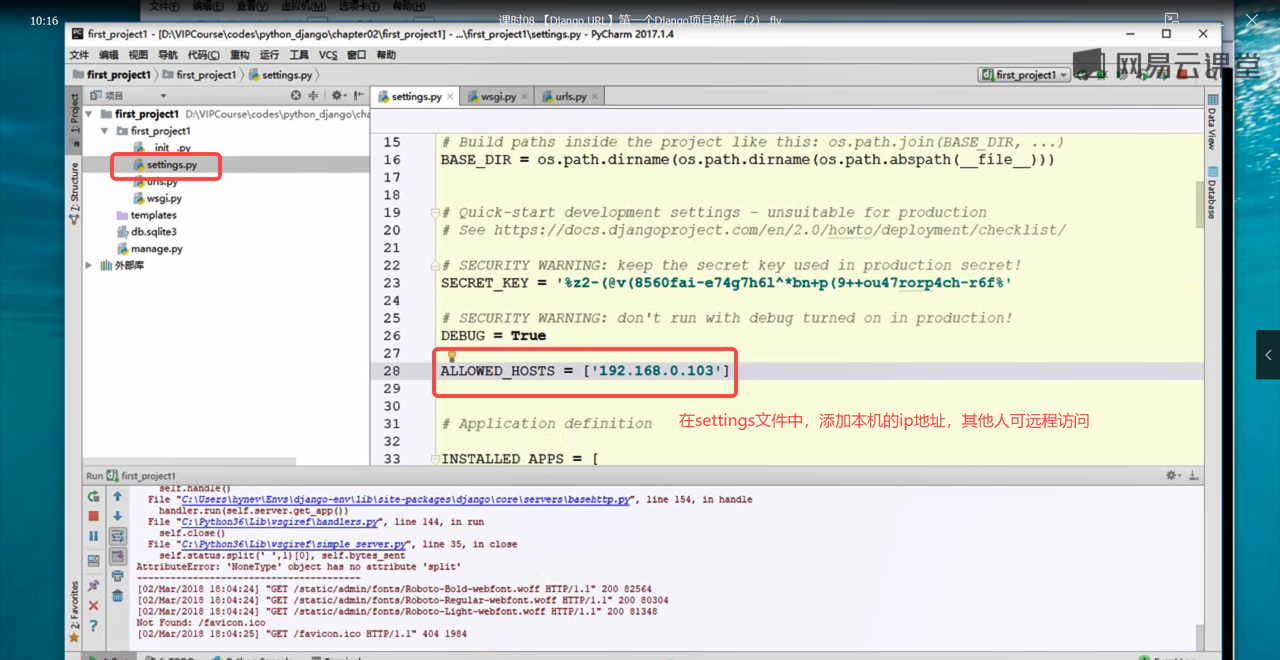 10:16
课时08.【Django URL】第一个Django项目剖析（2）.flv
文件(F) 编辑(E) 查看(V) 虚拟机(M) 选项卡(T) 帮助(H)
first_project1 - [D:\VIPCourse\codes\python_django\chapter02\first_project1] - ...\first_project1\settings.py - PyCharm 2017.1.4
文件 编辑 视图 导航 代码(C) 重构 运行 工具 VCS 窗口 帮助
first_project1 first_project1 settings.py
first_project1
网易云课堂
项目
settings.py wsgi.py urls.py
1: Project
Z: Structure
2: Favorites
first_project1 D:\VIPCourse\codes\python_django\cha
first_project1
__init__.py
settings.py
urls.py
wsgi.py
templates
db.sqlite3
manage.py
外部库
15 # Build paths inside the project like this: os.path.join(BASE_DIR, ...)
16 BASE_DIR = os.path.dirname(os.path.dirname(os.path.abspath(__file__)))
17
18
19 # Quick-start development settings - unsuitable for production
20 # See https://docs.djangoproject.com/en/2.0/howto/deployment/checklist/
21
22 # SECURITY WARNING: keep the secret key used in production secret!
23 SECRET_KEY = '%z2-(@v(8560fai-e74g7h6l^*bn+p(9++ou47rorp4ch-r6f%'
24
25 # SECURITY WARNING: don't run with debug turned on in production!
26 DEBUG = True
27
28 ALLOWED_HOSTS = ['192.168.0.103']
29
30
31 # Application definition
在settings文件中，添加本机的ip地址，其他人可远程访问
32
33 INSTALLED_APPS = [
Data View
Database
Run first_project1
self.handle()
File "C:\Users\hynev\Envs\django-env\lib\site-packages\django\core\servers\basehttp.py", line 154, in handle
handler.run(self.server.get_app())
File "C:\Python36\Lib\wsgiref\handlers.py", line 144, in run
self.close()
File "C:\Python36\Lib\wsgiref\simple_server.py", line 35, in close
self.status.split(' ',1)[0], self.bytes_sent
AttributeError: 'NoneType' object has no attribute 'split'
----------------------------------------
[02/Mar/2018 18:04:24] "GET /static/admin/fonts/Roboto-Bold-webfont.woff HTTP/1.1" 200 82564
[02/Mar/2018 18:04:24] "GET /static/admin/fonts/Roboto-Regular-webfont.woff HTTP/1.1" 200 80304
[02/Mar/2018 18:04:24] "GET /static/admin/fonts/Roboto-Light-webfont.woff HTTP/1.1" 200 81348
Not Found: /favicon.ico
[02/Mar/2018 18:04:25] "GET /favicon.ico HTTP/1.1" 404 1984